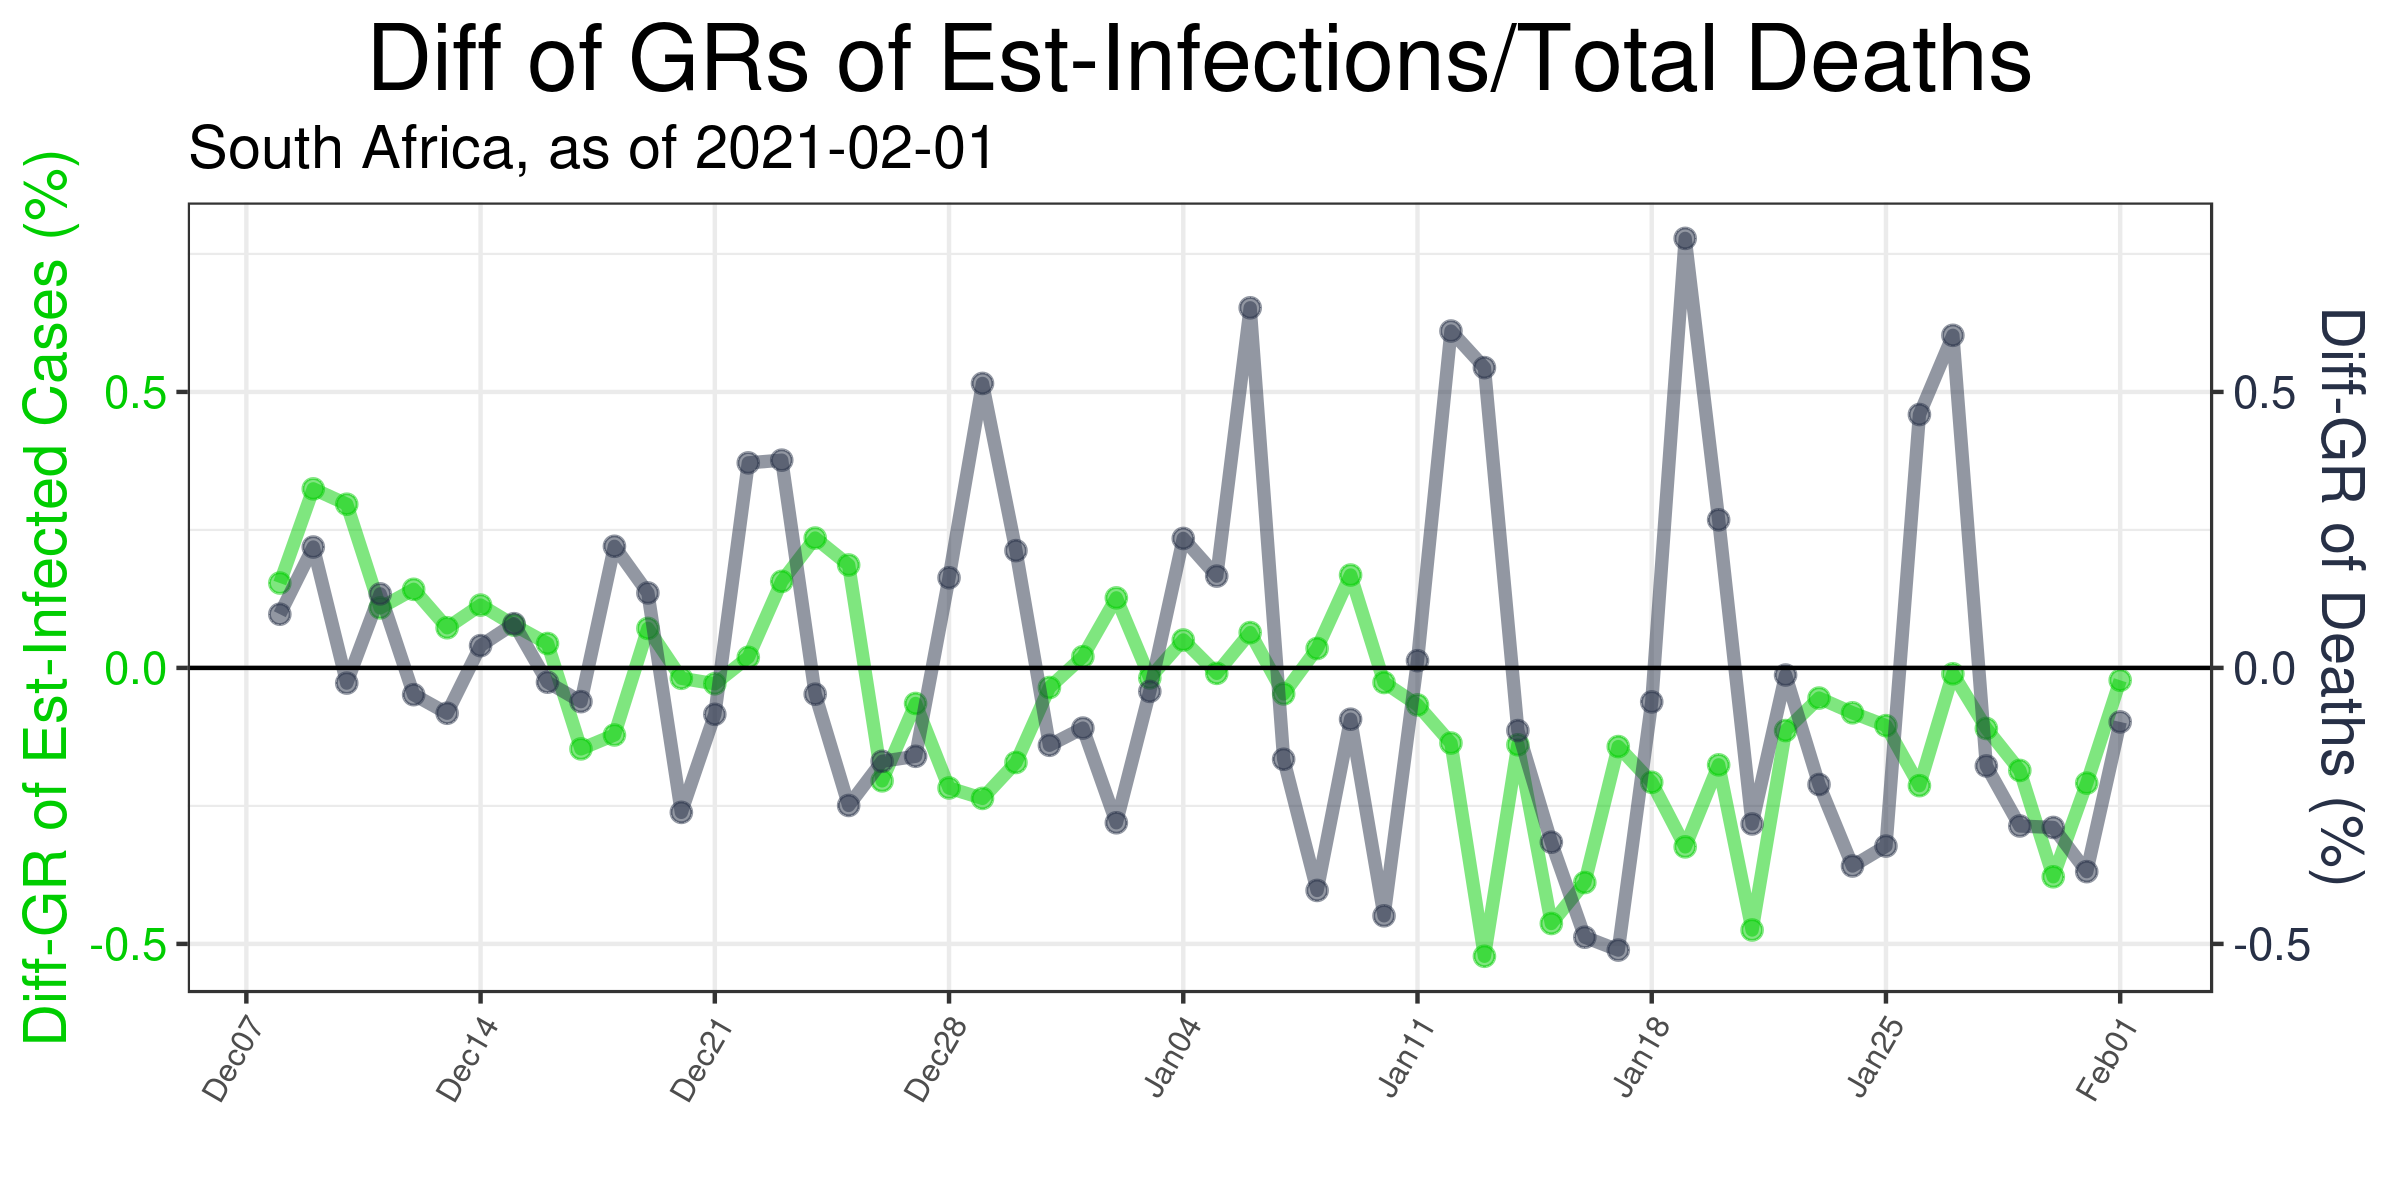 Diff of GRs of Est-Infections/Total Deaths
South Africa, as of 2021-02-01
Diff-GR of Est-Infected Cases (%)
0.5
0.0
-0.5
0.5
0.0
-0.5
Diff-GR of Deaths (%)
Dec07
Dec14
Dec21
Dec28
Jan04
Jan11
Jan18
Jan25
Feb01